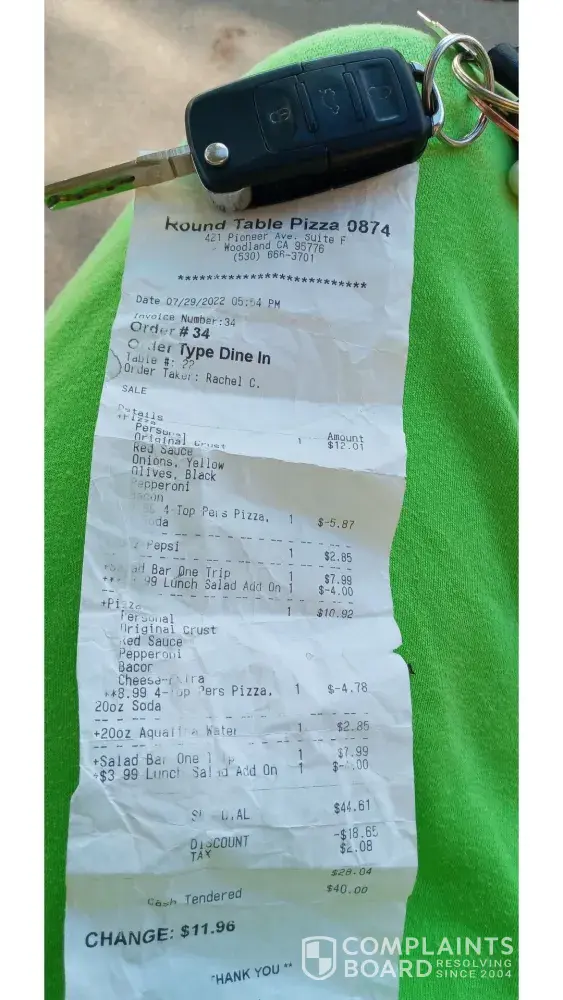 Round Table Pizza 0874
421 Pioneer Ave. Suite F
Woodland CA 95776
(530) 666-3701
***************************
Date 07/29/2022 05:54 PM
Invoice Number:34
Order # 34
Type Dine In
Table #: 22
Order Taker: Rachel C.
SALE
Details Amount
+Pizza 1 $12.01
Personal
Original Crust
Red Sauce
Onions, Yellow
Olives, Black
Pepperoni
Bacon
4-Top Pers Pizza, 1 $-5.87
Pepsi 1 $2.85
Bar One Trip 1 $7.99
99 Lunch Salad Add On 1 $-4.00
+Pizza 1 $10.92
Personal
Original Crust
Red Sauce
Pepperoni
Bacon
**8.99 4-Top Pers Pizza, 1 $-4.78
20oz Soda
+20oz Aquafina Water 1 $2.85
+Salad Bar One 1 $7.99
$3.99 Lunch Salad Add On 1
$44.61
DISCOUNT -$18.65
TAX $2.08
$28.04
Cash Tendered $40.00
CHANGE: $11.96
THANK YOU **
COMPLAINTS
BOARD RESOLVING
SINCE 2004